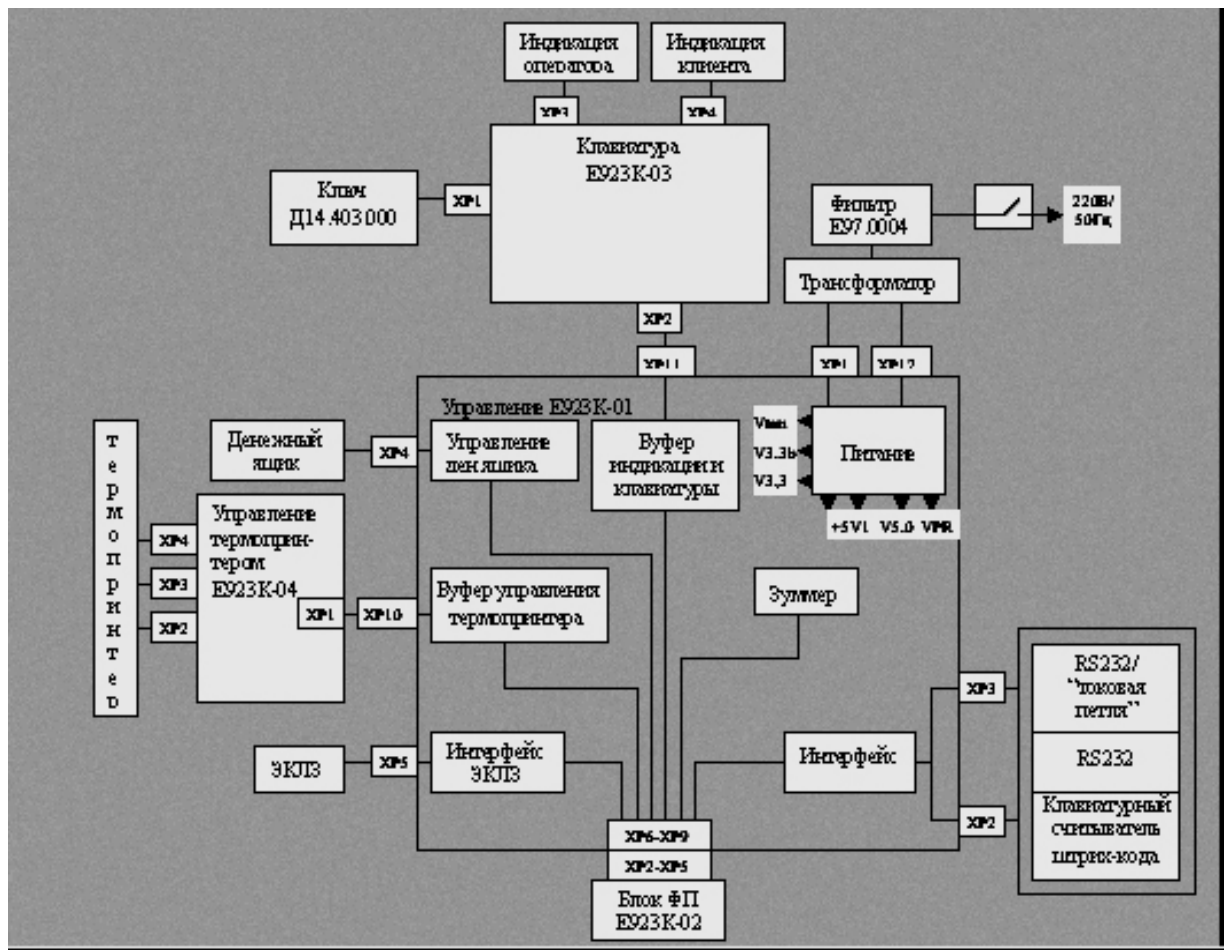 Индикация
оператора
Индикация
клиента
XP3
XP4
Клавиатура
Е923К-03
Ключ
Д14.403.000
XP1
Фильтр
Е97.0004
220В/
50Гц
Трансформатор
XP2
XP11
XP1
XP12
Управление Е923К-01
Денежный
ящик
XP4
Управление
ден.ящика
Буфер
индикации и
клавиатуры
V3.3b
V3,3
Питание
+5V1 V5.0 VPR
Термопринтер
Управление
термоприн-
тером
Е923К-04
XP4
XP3
XP2
XP1
XP10
Буфер управления
термопринтера
Зуммер
XP3
RS232/
"токовая
петля"
ЭКЛЗ
XP5
Интерфейс
ЭКЛЗ
Интерфейс
RS232
XP2
Клавиатурный
считыватель
штрих-кода
XP6-XP9
XP2-XP5
Блок ФП
Е923К-02